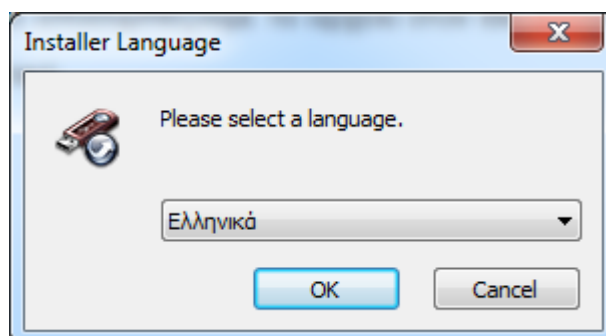 Installer Language
Please select a language.
Ελληνικά
OK
Cancel